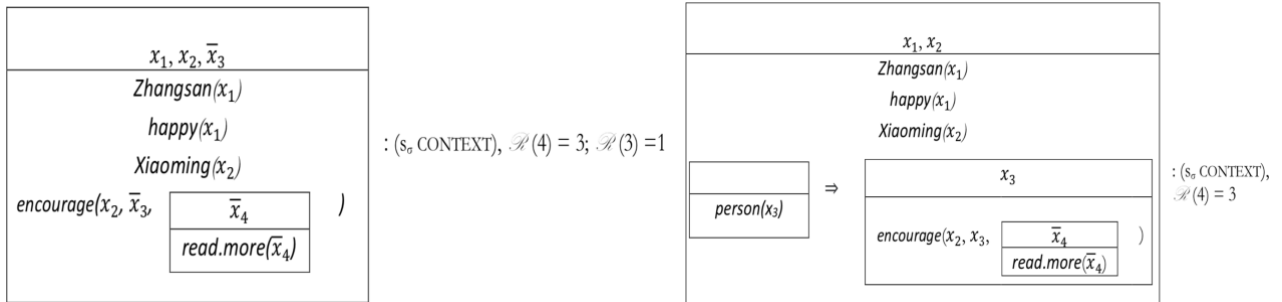 x₁, x₂, x̅₃
Zhangsan(x₁)
happy(x₁)
Xiaoming(x₂)
encourage(x₂, x̅₃,
x̅₄
)
read.more(x̅₄)
: (s_σ CONTEXT), ℛ(4) = 3; ℛ(3) =1
x₁, x₂
Zhangsan(x₁)
happy(x₁)
Xiaoming(x₂)
person(x₃)
⇒
x₃
encourage(x₂, x₃,
x̅₄
)
read.more(x̅₄)
: (s_σ CONTEXT),
ℛ(4) = 3